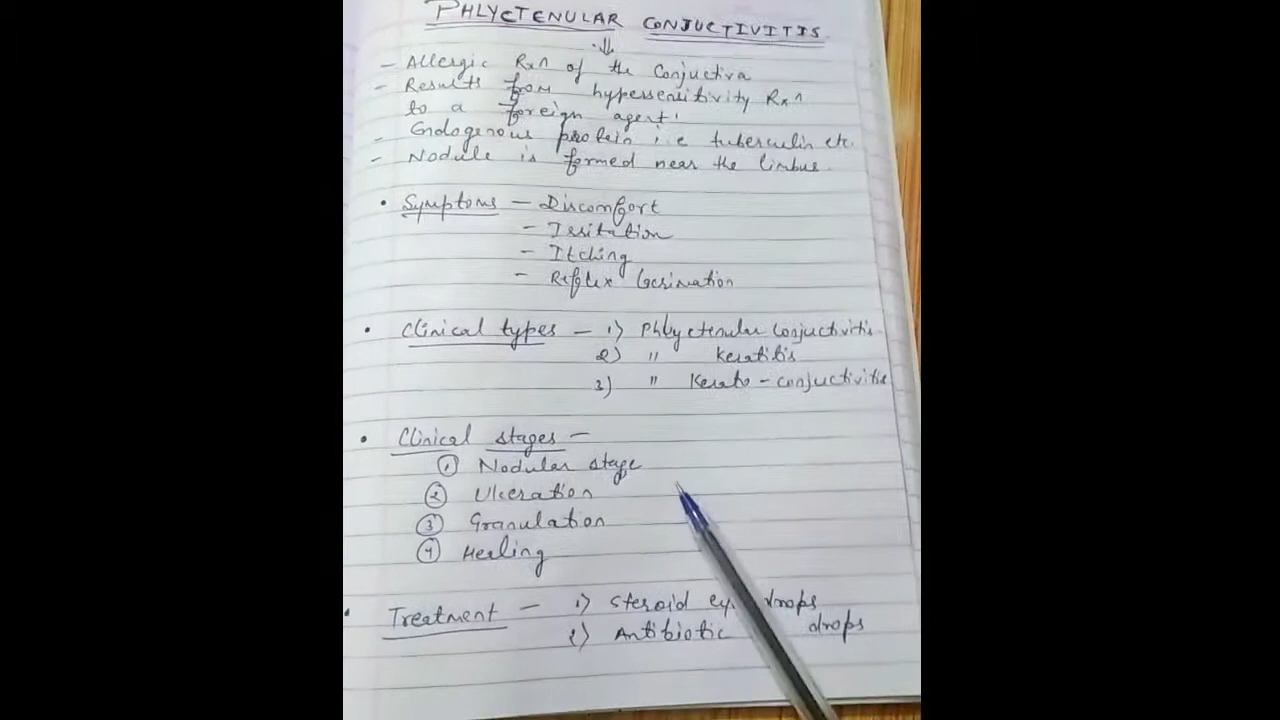 PHLYCTENULAR CONJUCTIVITIS
⇓
- Allergic Rxn of the Conjuctiva
- Results from hypersensitivity Rxn
to a foreign agent'
- Endogenous protein i.e tuberculin etc.
- Nodule is formed near the limbus.
• Symptoms - Discomfort
- Irritation
- Itching
- Reflex lacrimation
• Clinical types - 1) Phlyctenular conjuctivitis
2) " keratitis
3) " Kerato-conjuctivitis
• Clinical stages -
① Nodular stage
② Ulceration
③ Granulation
④ Healing
• Treatment - 1) Steroid eye drops
2) Antibiotic drops